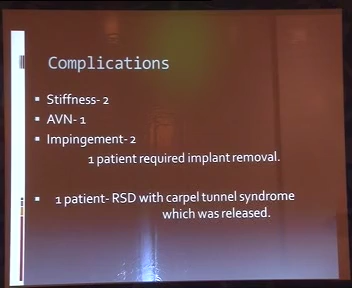 Complications
Stiffness- 2
AVN- 1
Impingement- 2
1 patient required implant removal.
1 patient- RSD with carpel tunnel syndrome
which was released.